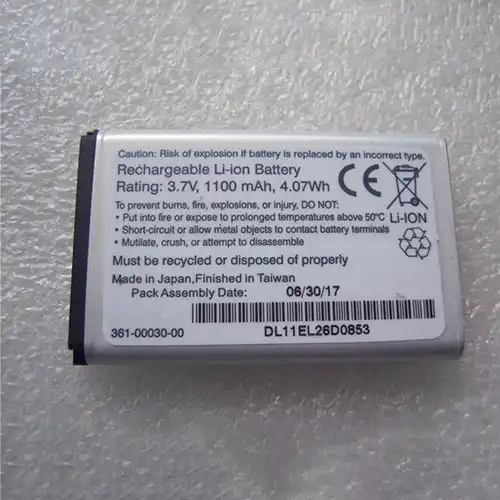 Caution: Risk of explosion if battery is replaced by an incorrect type.
Rechargeable Li-ion Battery
Rating: 3.7V, 1100 mAh, 4.07Wh
CE
To prevent burns, fire, explosions, or injury, DO NOT:
• Put into fire or expose to prolonged temperatures above 50°C
Li-ION
• Short-circuit or allow metal objects to contact battery terminals
• Mutilate, crush, or attempt to disassemble
Must be recycled or disposed of properly
Made in Japan,Finished in Taiwan
Pack Assembly Date: 06/30/17
361-00030-00
DL11EL26D0853